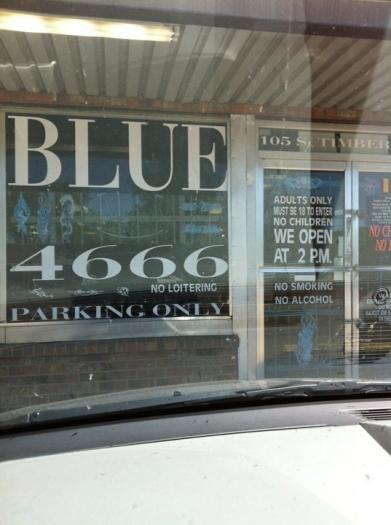 BLUE
4666
NO LOITERING
PARKING ONLY
105 S. TIMBER
ADULTS ONLY
MUST BE 18 TO ENTER
NO CHILDREN
WE OPEN
AT 2 P.M.
NO SMOKING
NO ALCOHOL